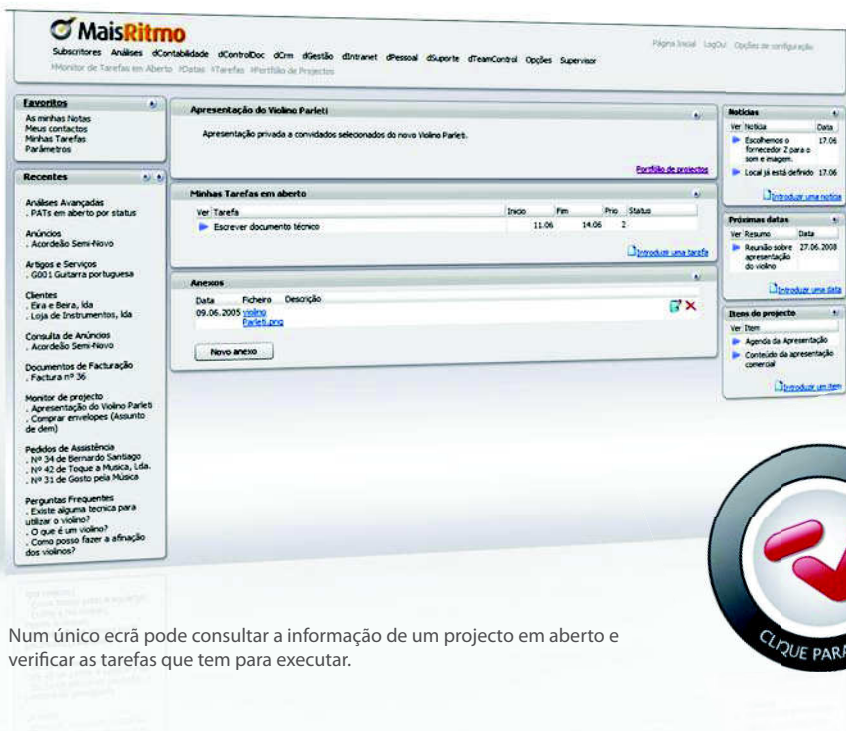 MaisRitmo
Página Inicial LogOut Opções de configuração
Subscritores Análises dContabilidade dControlDoc dCrm dGestão dIntranet dPessoal dSuporte dTeamControl Opções Supervisor
Monitor de Tarefas em Aberto Datas Tarefas Portfólio de Projectos
Favoritos
As minhas Notas
Meus contactos
Minhas Tarefas
Parâmetros
Recentes
Análises Avançadas
. PATs em aberto por status
Anúncios
. Acordeão Semi-Novo
Artigos e Serviços
. G001 Guitarra portuguesa
Clientes
. Eira e Beira, lda
. Loja de Instrumentos, lda
Consulta de Anúncios
. Acordeão Semi-Novo
Documentos de Facturação
. Factura nº 36
Monitor de projecto
. Apresentação do Violino Parleti
. Comprar envelopes (Assunto
de dem)
Pedidos de Assistência
. Nº 34 de Bernardo Santiago
. Nº 42 de Toque a Musica, Lda.
. Nº 31 de Gosto pela Música
Perguntas Frequentes
. Existe alguma tecnica para
utilizar o violino?
. O que é um violino?
. Como posso fazer a afinação
dos violinos?
Apresentação do Violino Parleti
Apresentação privada a convidados selecionados do novo Violino Parleti.
Portfólio de projectos
Minhas Tarefas em aberto
Ver Tarefa Início Fim Prio Status
Escrever documento técnico 11.06 14.06 2
Introduzir uma tarefa
Anexos
Data Ficheiro Descrição
09.06.2005 violino
Parleti.png
Novo anexo
Notícias
Ver Notícia Data
Escolhemos o 17.06
fornecedor Z para o
som e imagem.
Local já está definido 17.06
Introduzir uma notícia
Próximas datas
Ver Resumo Data
Reunião sobre 27.06.2008
apresentação
do violino
Introduzir uma data
Itens do projecto
Ver Item
Agenda da Apresentação
Conteúdo da apresentação
comercial
Introduzir um item
Num único ecrã pode consultar a informação de um projecto em aberto e
verificar as tarefas que tem para executar.
CLIQUE PARA